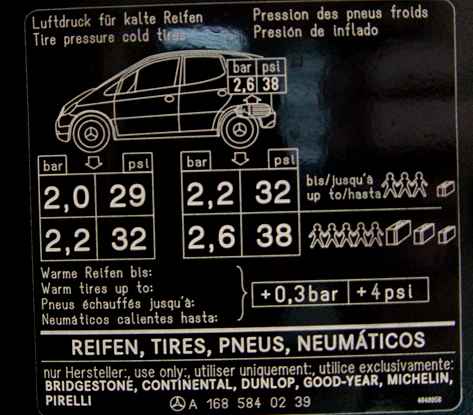 Luftdruck für kalte Reifen
Tire pressure cold tires
Pression des pneus froids
Presión de inflado
bar psi
2,6 38
bar psi
2,0 29
2,2 32
bar psi
2,2 32
2,6 38
bis/jusqu'à
up to/hasta
Warme Reifen bis:
Warm tires up to:
Pneus échauffés jusqu'à:
Neumáticos calientes hasta:
+0,3bar +4psi
REIFEN, TIRES, PNEUS, NEUMÁTICOS
nur Hersteller:, use only:, utiliser uniquement:, utilice exclusivamente:
BRIDGESTONE, CONTINENTAL, DUNLOP, GOOD-YEAR, MICHELIN,
PIRELLI
A 168 584 02 39